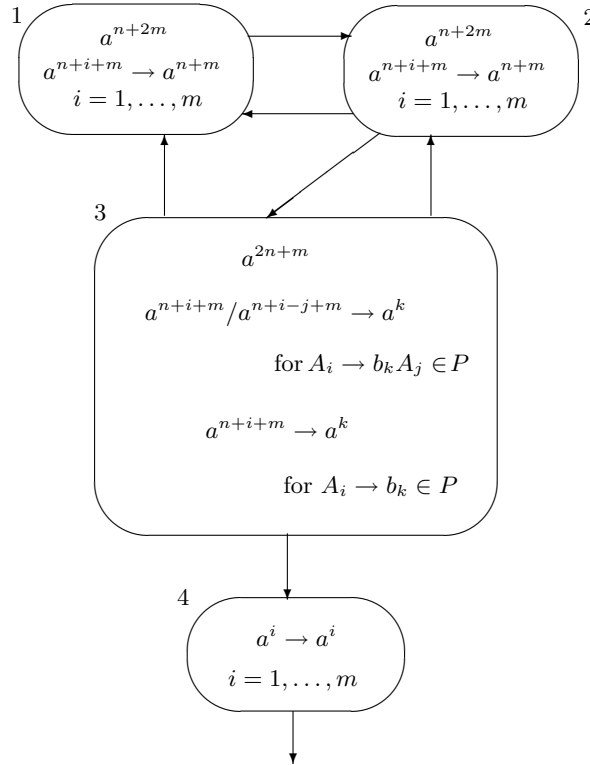 1
a^{n+2m}
a^{n+i+m} → a^{n+m}
i = 1, . . . , m
2
a^{n+2m}
a^{n+i+m} → a^{n+m}
i = 1, . . . , m
3
a^{2n+m}
a^{n+i+m}/a^{n+i−j+m} → a^k
for A_i → b_k A_j ∈ P
a^{n+i+m} → a^k
for A_i → b_k ∈ P
4
a^i → a^i
i = 1, . . . , m